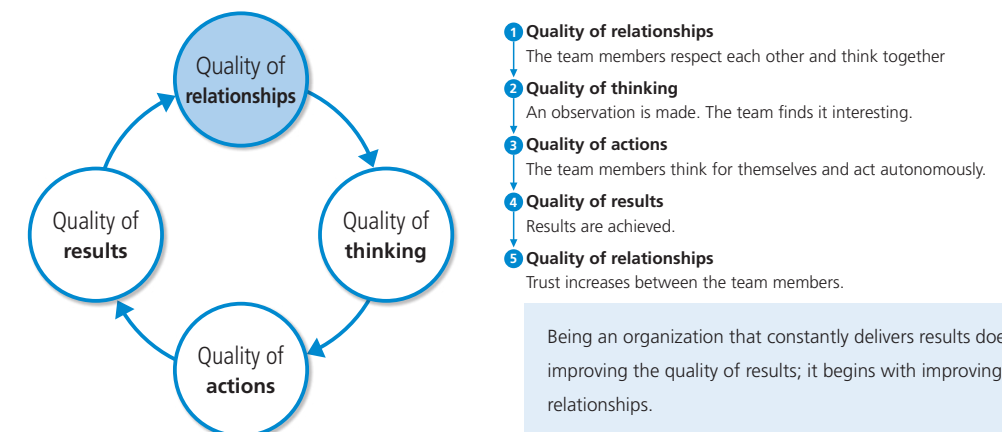 Quality of
relationships
Quality of
thinking
Quality of
actions
Quality of
results
1 Quality of relationships
The team members respect each other and think together
2 Quality of thinking
An observation is made. The team finds it interesting.
3 Quality of actions
The team members think for themselves and act autonomously.
4 Quality of results
Results are achieved.
5 Quality of relationships
Trust increases between the team members.
Being an organization that constantly delivers results
improving the quality of results; it begins with improving
relationships.